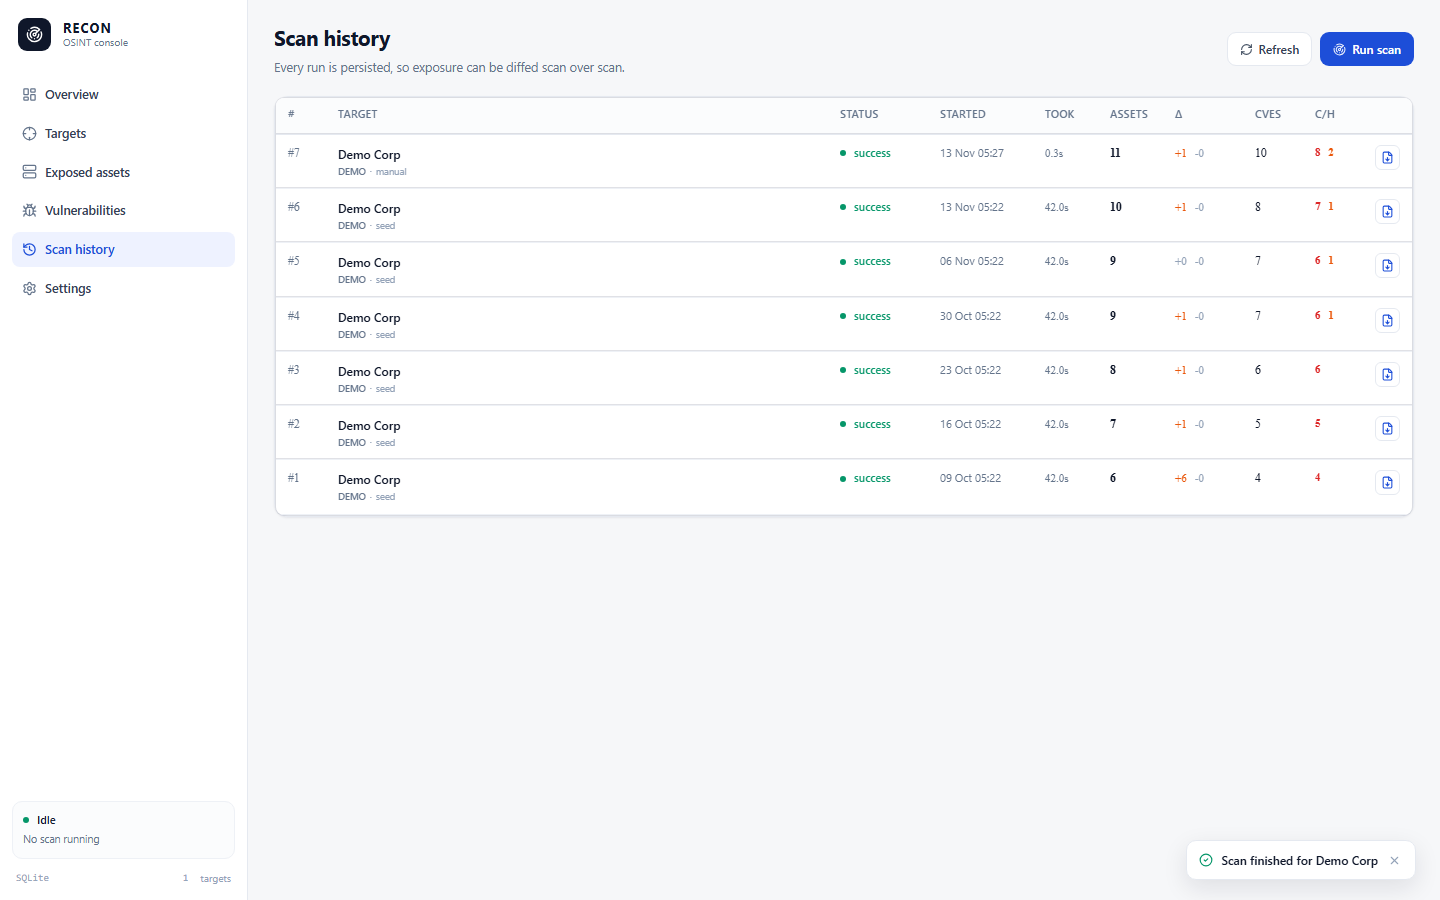 RECON
OSINT console
Overview
Targets
Exposed assets
Vulnerabilities
Scan history
Settings
Idle
No scan running
SQLite 1 targets
Scan history
Every run is persisted, so exposure can be diffed scan over scan.
Refresh
Run scan
# TARGET STATUS STARTED TOOK ASSETS Δ CVES C/H
#7 Demo Corp success 13 Nov 05:27 0.3s 11 +1 -0 10 8 2
DEMO · manual
#6 Demo Corp success 13 Nov 05:22 42.0s 10 +1 -0 8 7 1
DEMO · seed
#5 Demo Corp success 06 Nov 05:22 42.0s 9 +0 -0 7 6 1
DEMO · seed
#4 Demo Corp success 30 Oct 05:22 42.0s 9 +1 -0 7 6 1
DEMO · seed
#3 Demo Corp success 23 Oct 05:22 42.0s 8 +1 -0 6 6
DEMO · seed
#2 Demo Corp success 16 Oct 05:22 42.0s 7 +1 -0 5 5
DEMO · seed
#1 Demo Corp success 09 Oct 05:22 42.0s 6 +6 -0 4 4
DEMO · seed
Scan finished for Demo Corp